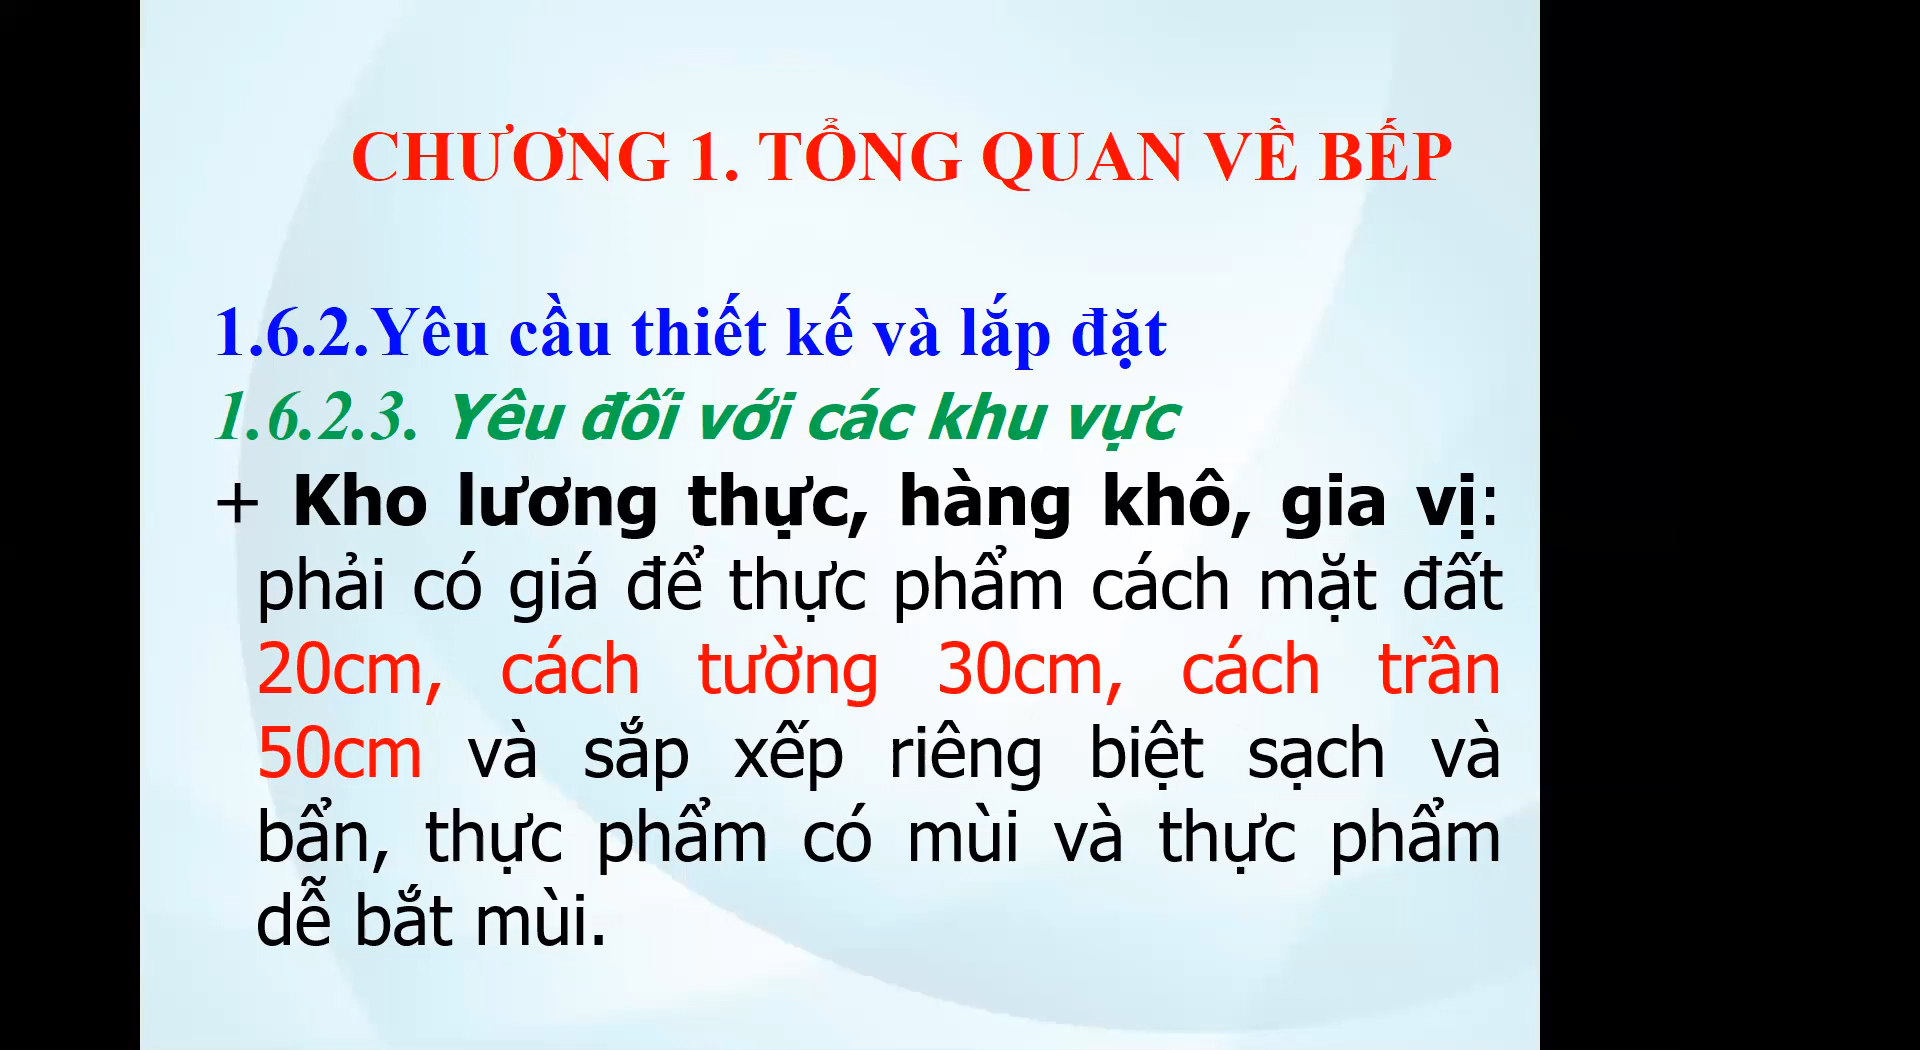 CHƯƠNG 1. TỔNG QUAN VỀ BẾP
1.6.2.Yêu cầu thiết kế và lắp đặt
1.6.2.3. Yêu đối với các khu vực
+ Kho lương thực, hàng khô, gia vị:
phải có giá để thực phẩm cách mặt đất
20cm, cách tường 30cm, cách trần
50cm và sắp xếp riêng biệt sạch và
bẩn, thực phẩm có mùi và thực phẩm
dễ bắt mùi.